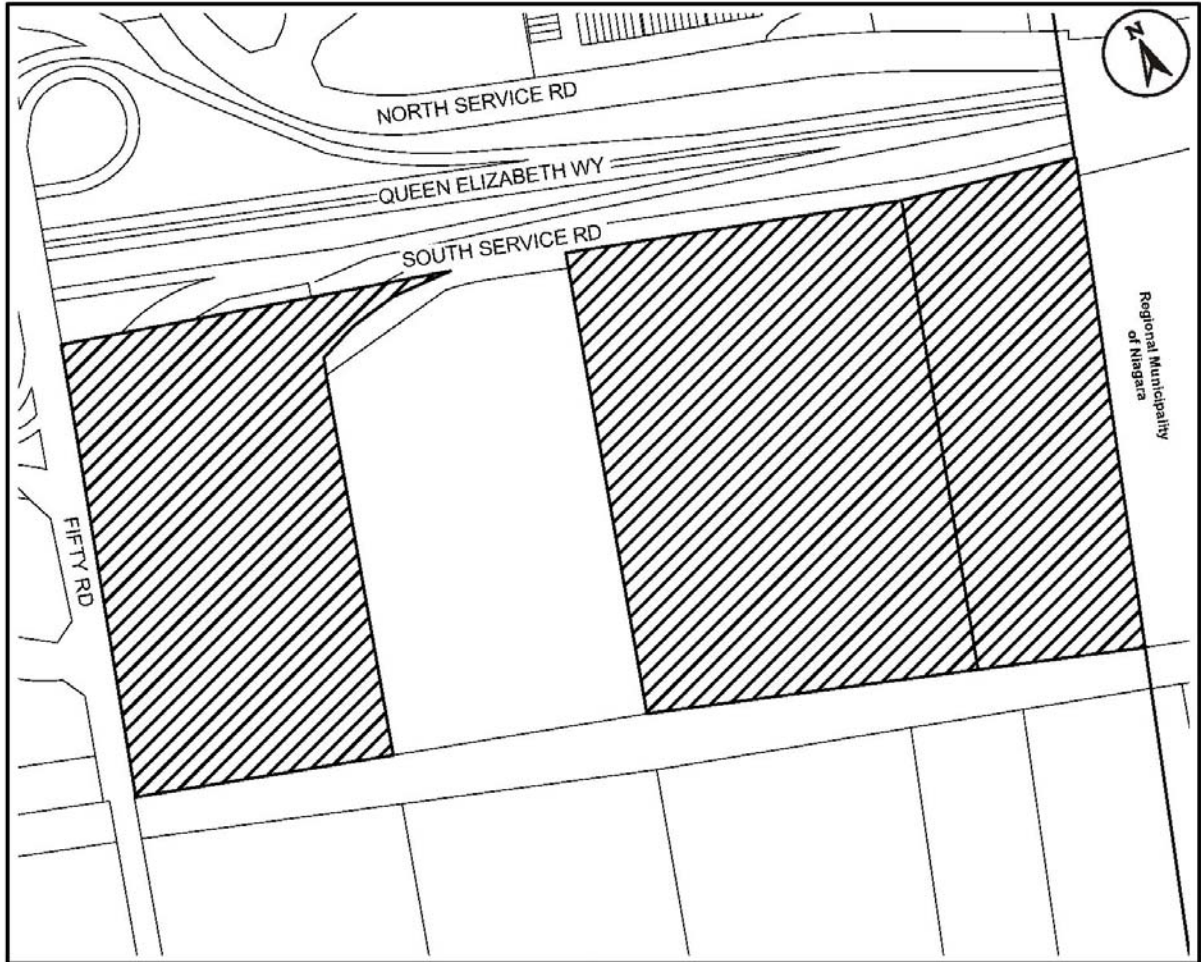 N
NORTH SERVICE RD
QUEEN ELIZABETH WY
SOUTH SERVICE RD
Regional Municipality
of Niagara
FIFTY RD